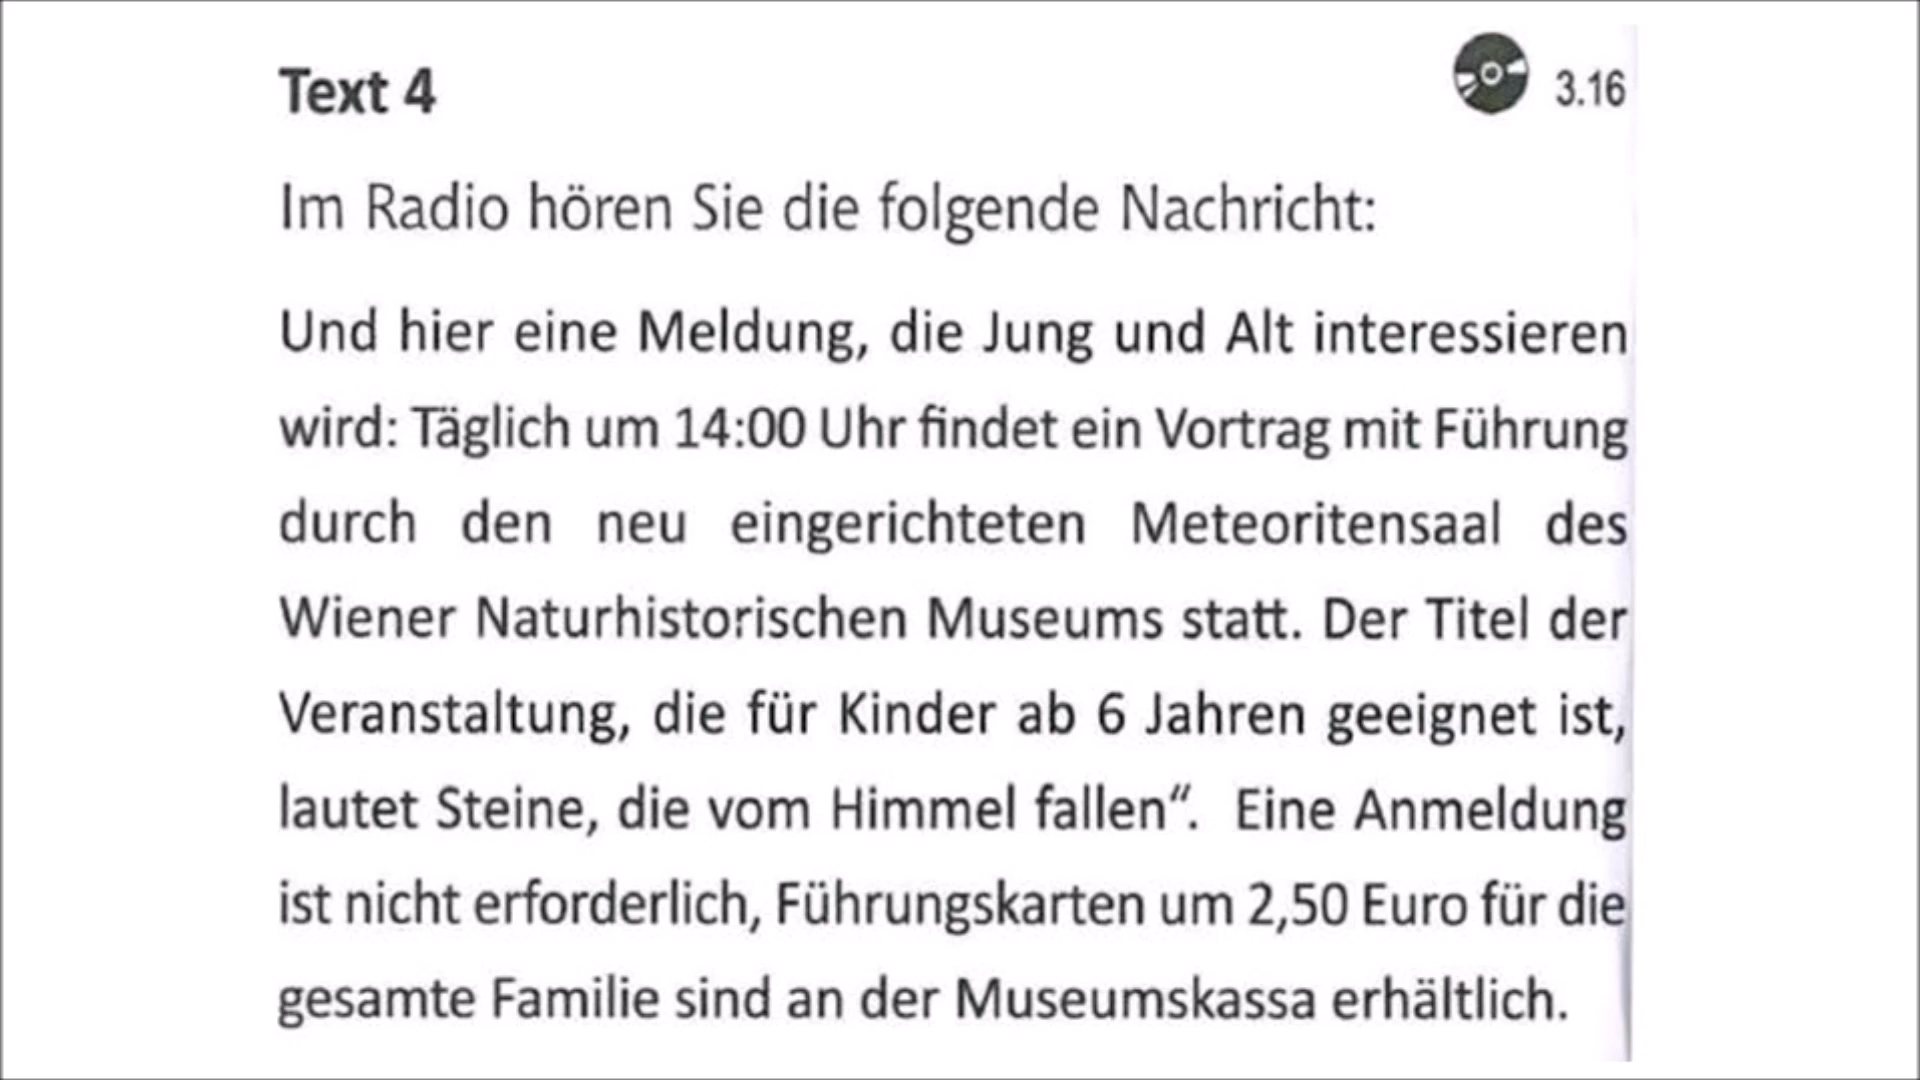 Text 4
3.16
Im Radio hören Sie die folgende Nachricht:
Und hier eine Meldung, die Jung und Alt interessieren
wird: Täglich um 14:00 Uhr findet ein Vortrag mit Führung
durch den neu eingerichteten Meteoritensaal des
Wiener Naturhistorischen Museums statt. Der Titel der
Veranstaltung, die für Kinder ab 6 Jahren geeignet ist,
lautet Steine, die vom Himmel fallen“. Eine Anmeldung
ist nicht erforderlich, Führungskarten um 2,50 Euro für die
gesamte Familie sind an der Museumskassa erhältlich.